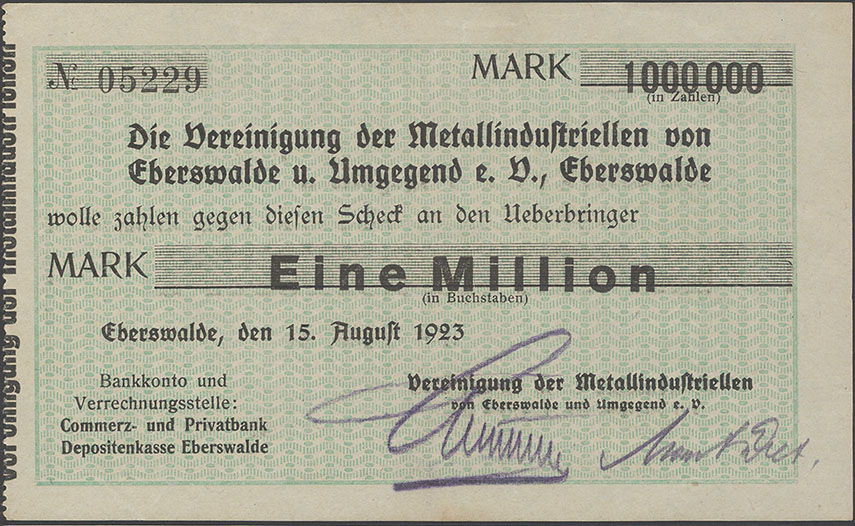 № 05229
MARK 1000000
(in Zahlen)
Die Vereinigung der Metallindustriellen von
Eberswalde u. Umgegend e. V., Eberswalde
wolle zahlen gegen diesen Scheck an den Ueberbringer
MARK Eine Million
(in Buchstaben)
Eberswalde, den 15. August 1923
Bankkonto und
Verrechnungsstelle:
Commerz- und Privatbank
Depositenkasse Eberswalde
Vereinigung der Metallindustriellen
von Eberswalde und Umgegend e. V.